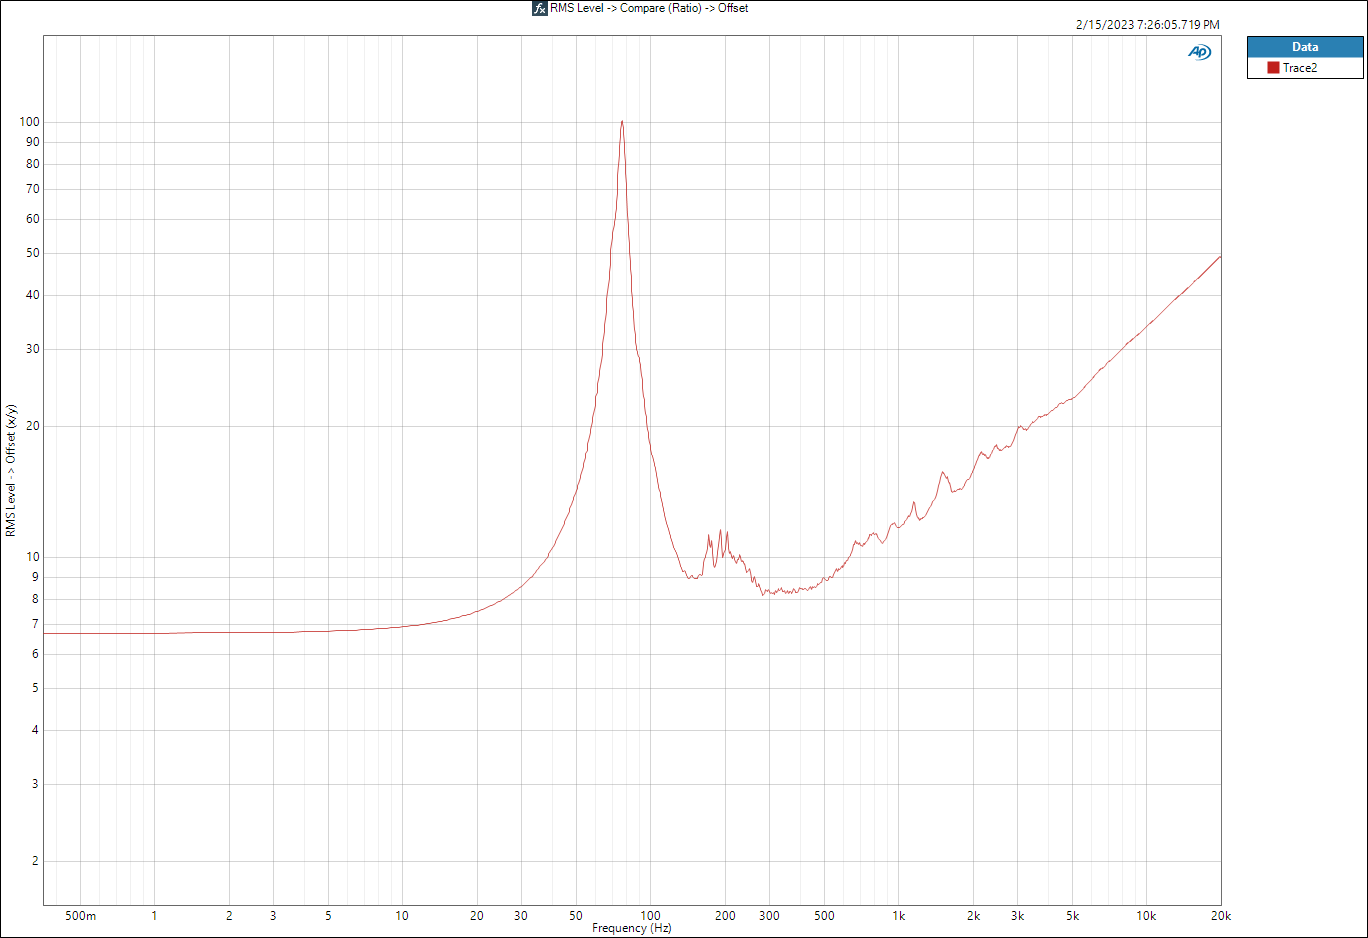 fx RMS Level -> Compare (Ratio) -> Offset
2/15/2023 7:26:05.719 PM
AP
Data
Trace2
RMS Level -> Offset (x/y)
100
90
80
70
60
50
40
30
20
10
9
8
7
6
5
4
3
2
500m 1 2 3 5 10 20 30 50 100 200 300 500 1k 2k 3k 5k 10k 20k
Frequency (Hz)